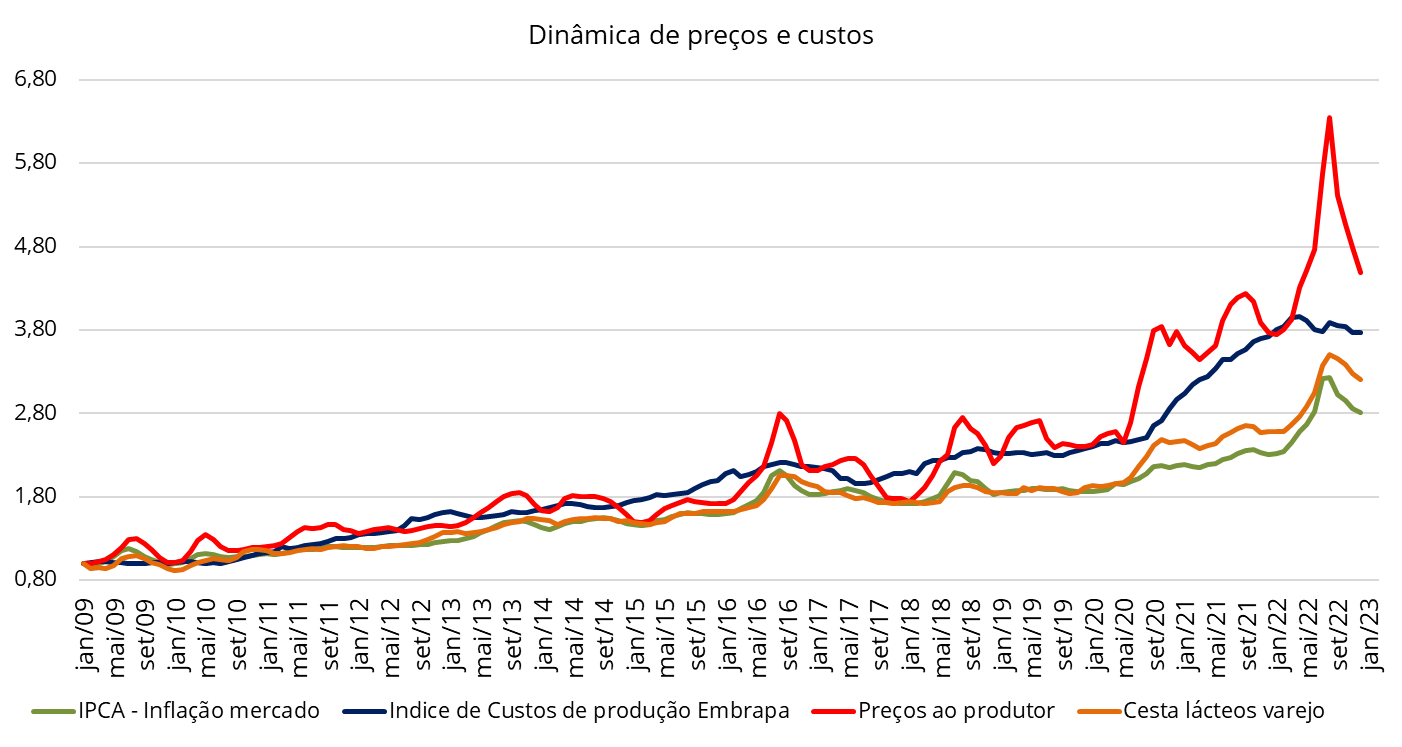 Dinâmica de preços e custos
6,80
5,80
4,80
3,80
2,80
1,80
0,80
jan/09
mai/09
set/09
jan/10
mai/10
set/10
jan/11
mai/11
set/11
jan/12
mai/12
set/12
jan/13
mai/13
set/13
jan/14
mai/14
set/14
jan/15
mai/15
set/15
jan/16
mai/16
set/16
jan/17
mai/17
set/17
jan/18
mai/18
set/18
jan/19
mai/19
set/19
jan/20
mai/20
set/20
jan/21
mai/21
set/21
jan/22
mai/22
set/22
jan/23
IPCA - Inflação mercado
Indice de Custos de produção Embrapa
Preços ao produtor
Cesta lácteos varejo